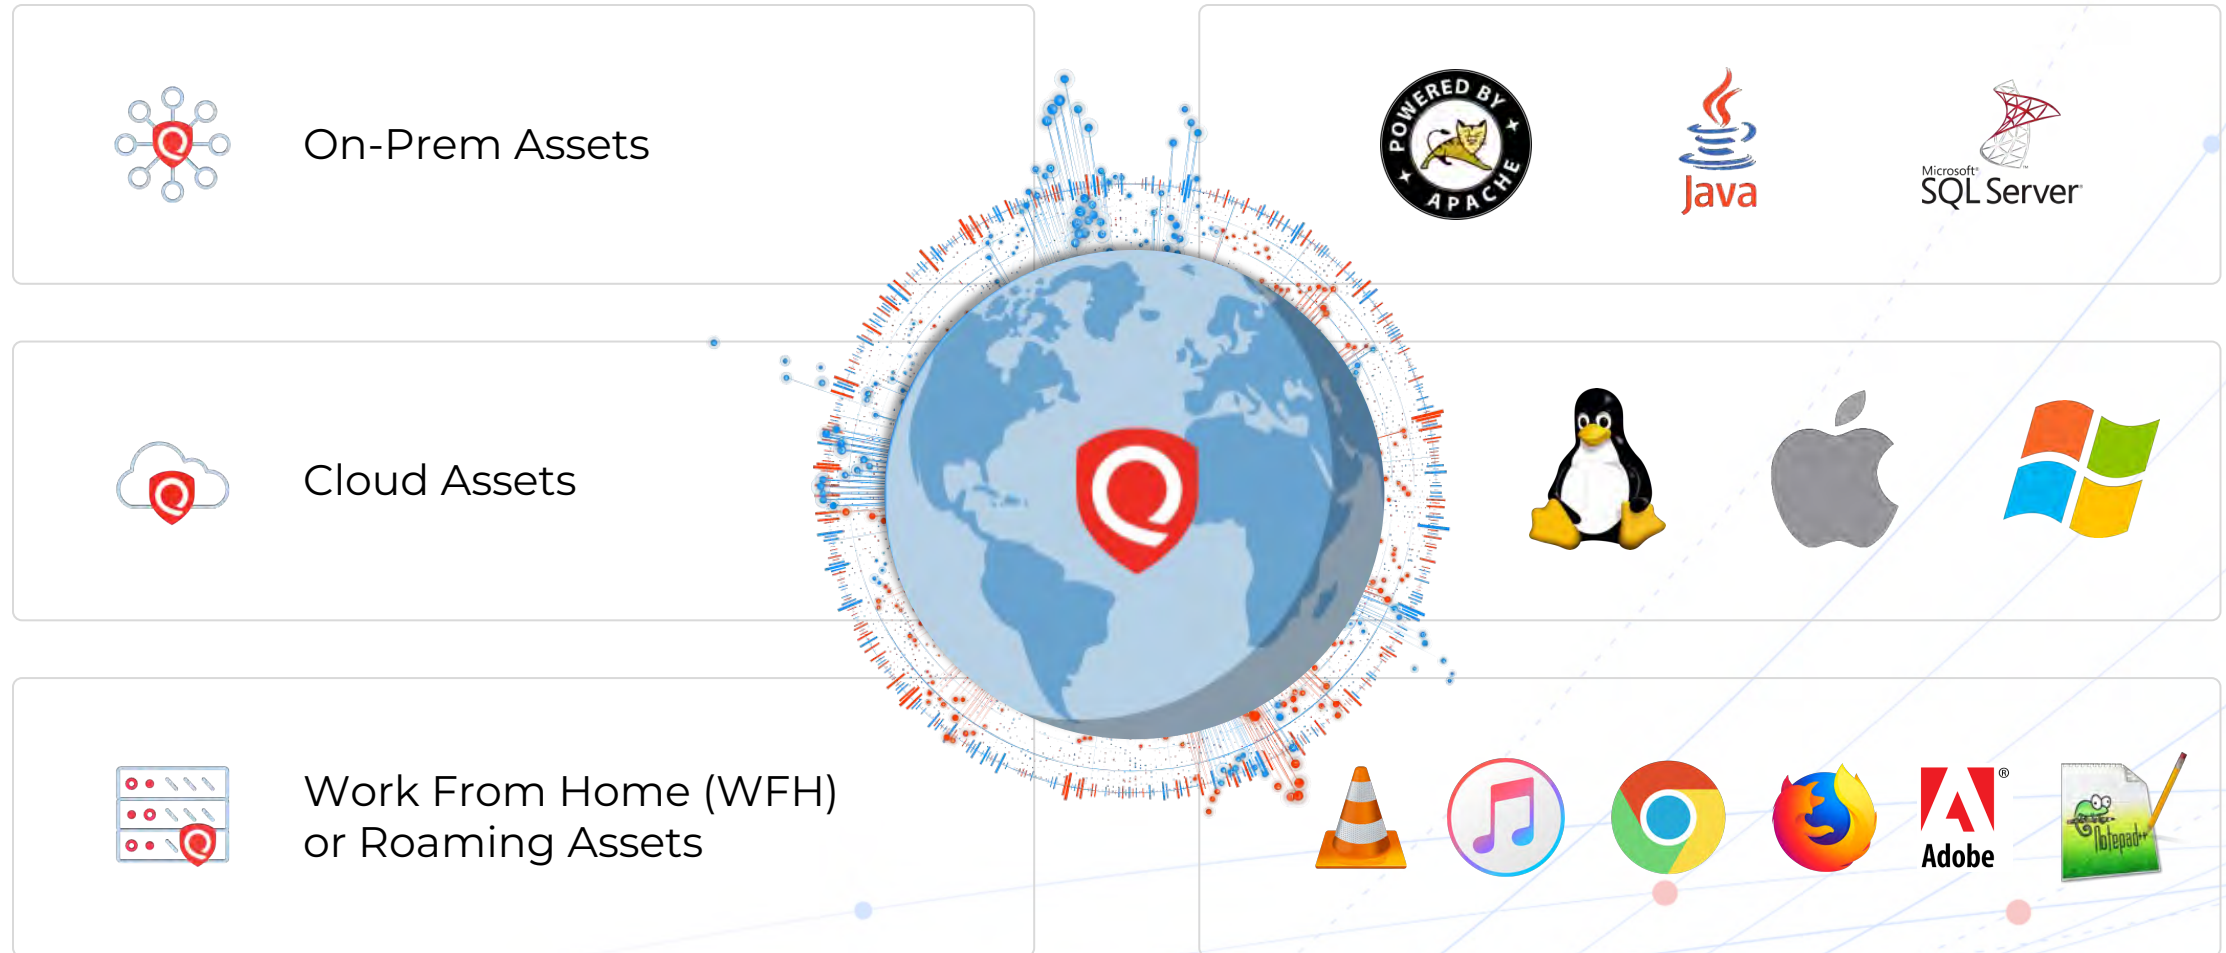 On-Prem Assets
POWERED BY
APACHE
Java
Microsoft®
SQL Server
Cloud Assets
Work From Home (WFH)
or Roaming Assets
Adobe
®
Notepad++